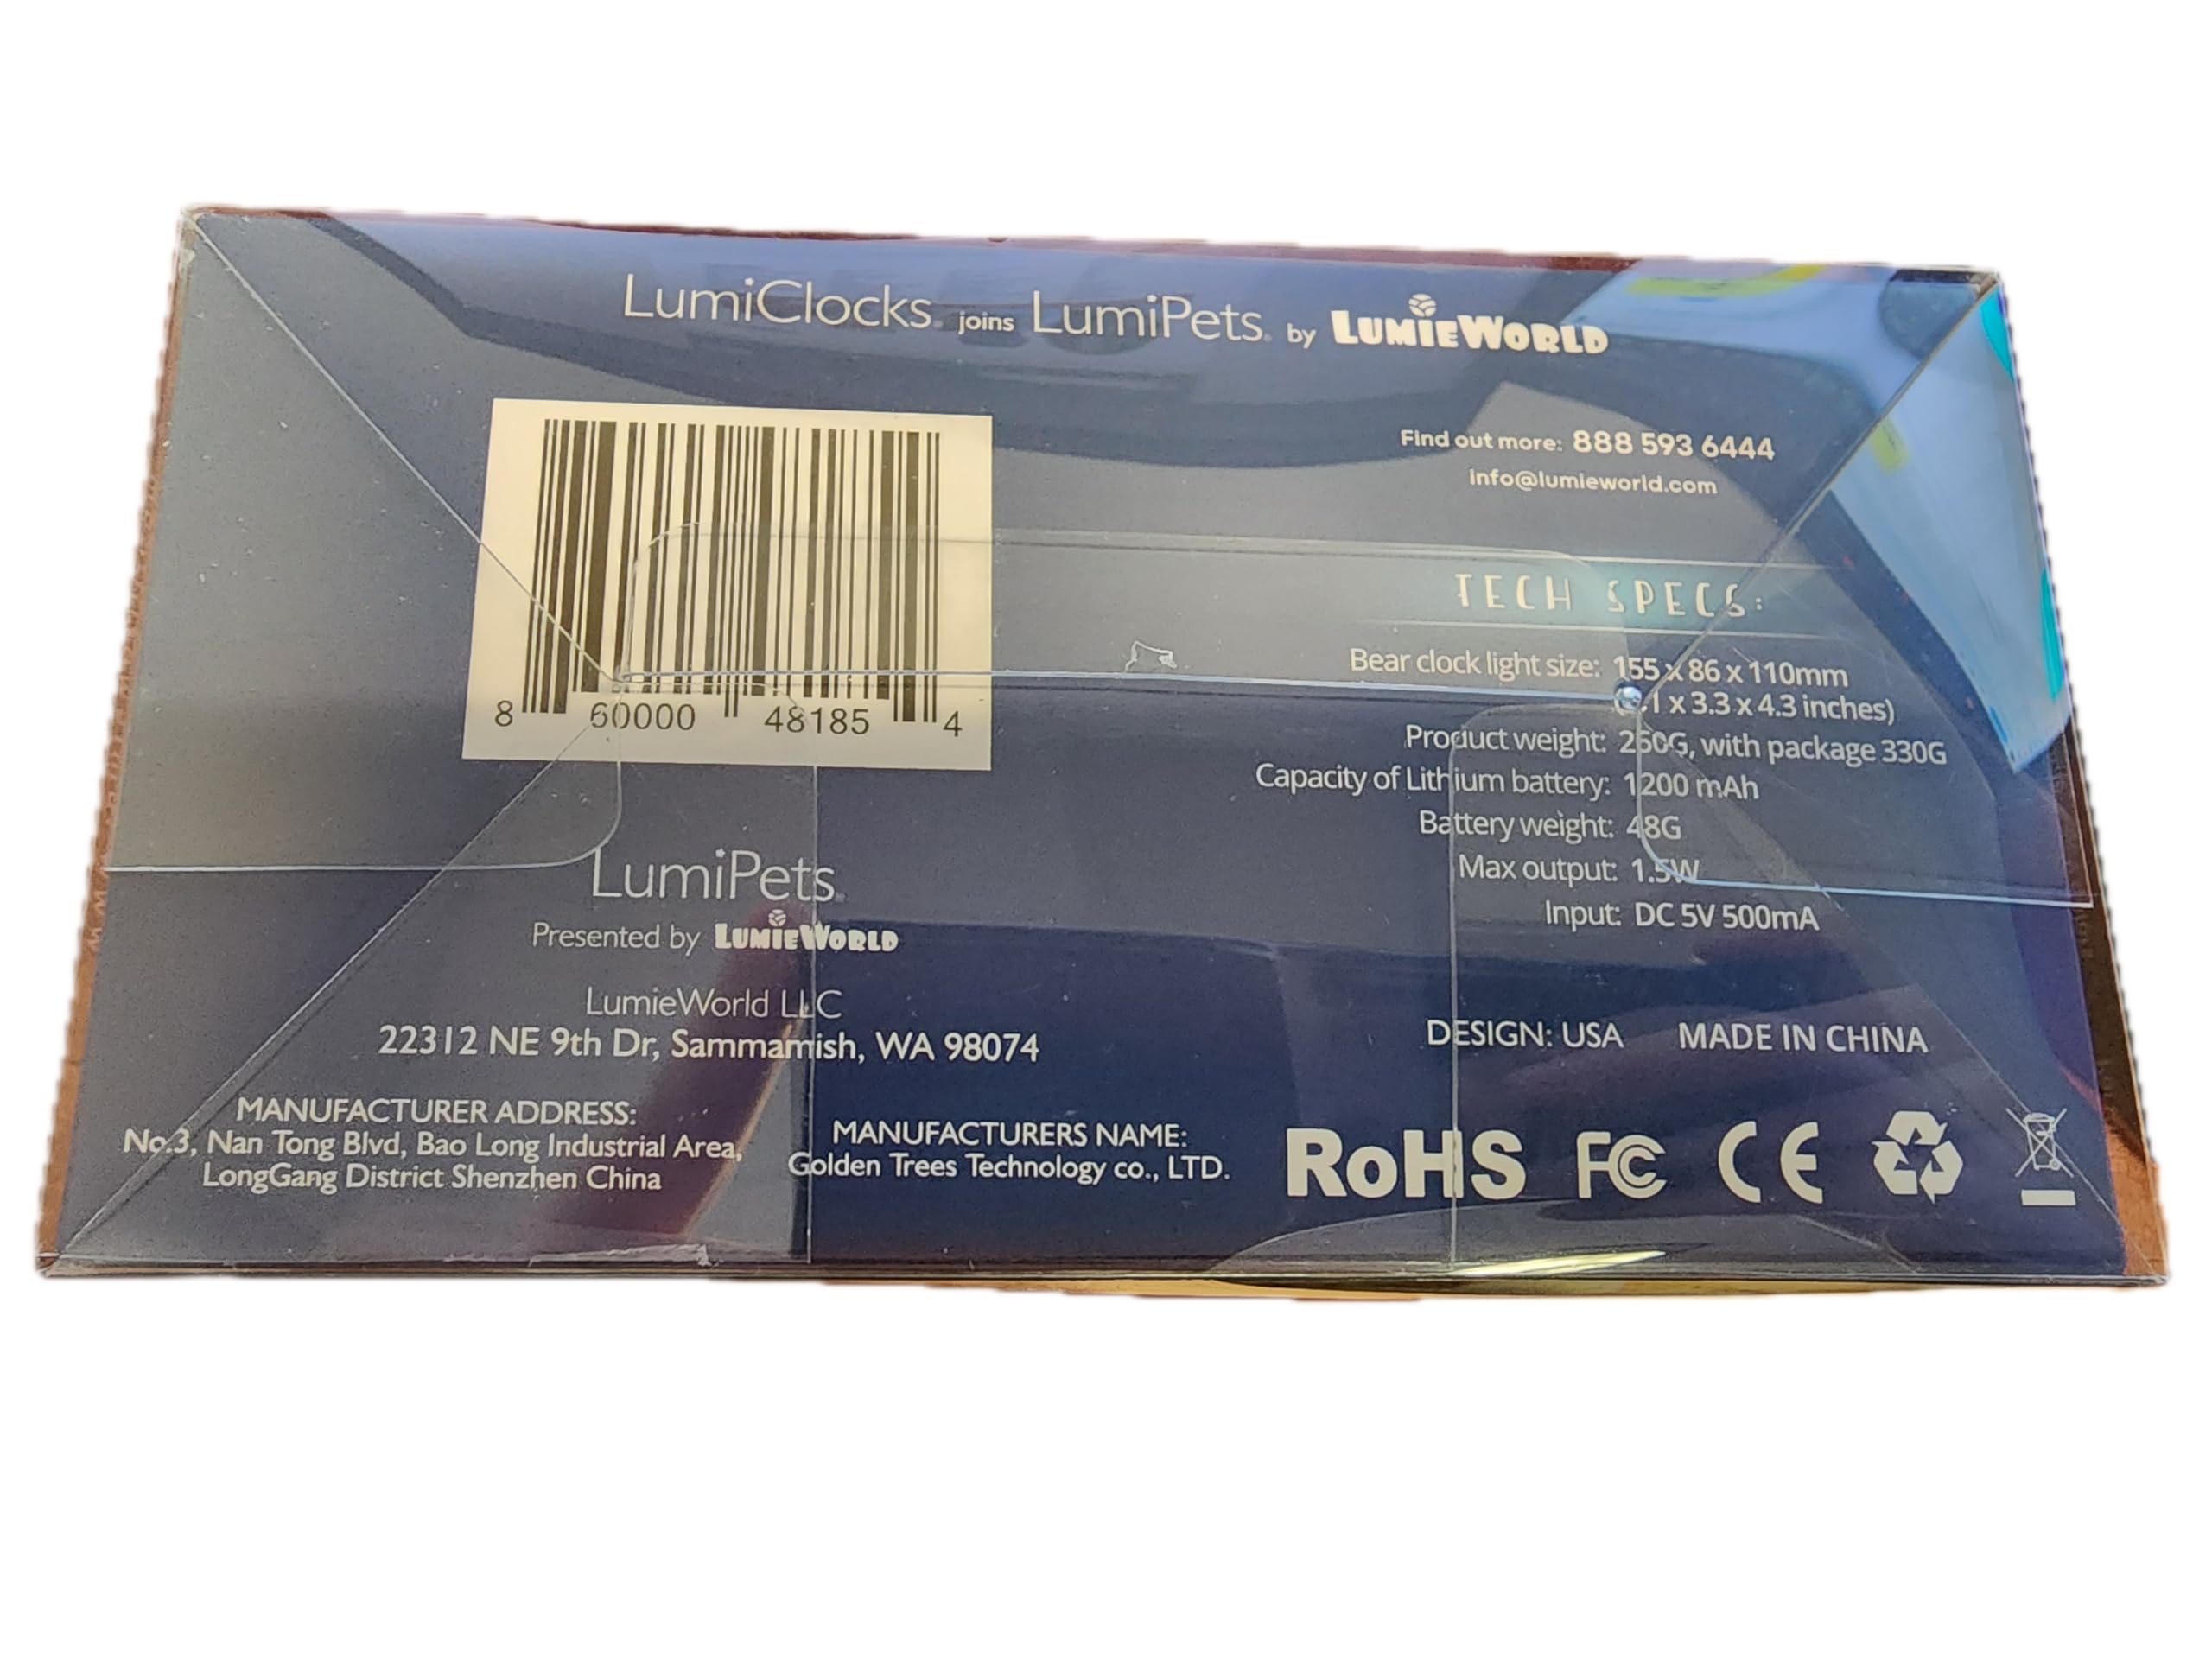 LumiClocks® joins LumiPets® by LUMIEWORLD
Find out more: 888 593 6444
info@lumieworld.com
8 60000 48185 4
TECH SPECS:
Bear clock light size: 155 x 86 x 110mm
x 3.3 x 4.3 inches)
Product weight: with package 330G
Capacity of Lithium battery: 1200 mAh
Battery weight: 48G
Max output: 1.5W
Input: DC 5V 500mA
LumiPets®
Presented by LUMIEWORLD
LumieWorld LLC
22312 NE 9th Dr, Sammamish, WA 98074
DESIGN: USA MADE IN CHINA
MANUFACTURER ADDRESS:
No.3, Nan Tong Blvd, Bao Long Industrial Area,
LongGang District Shenzhen China
MANUFACTURERS NAME:
Golden Trees Technology co., LTD.
RoHS FC CE